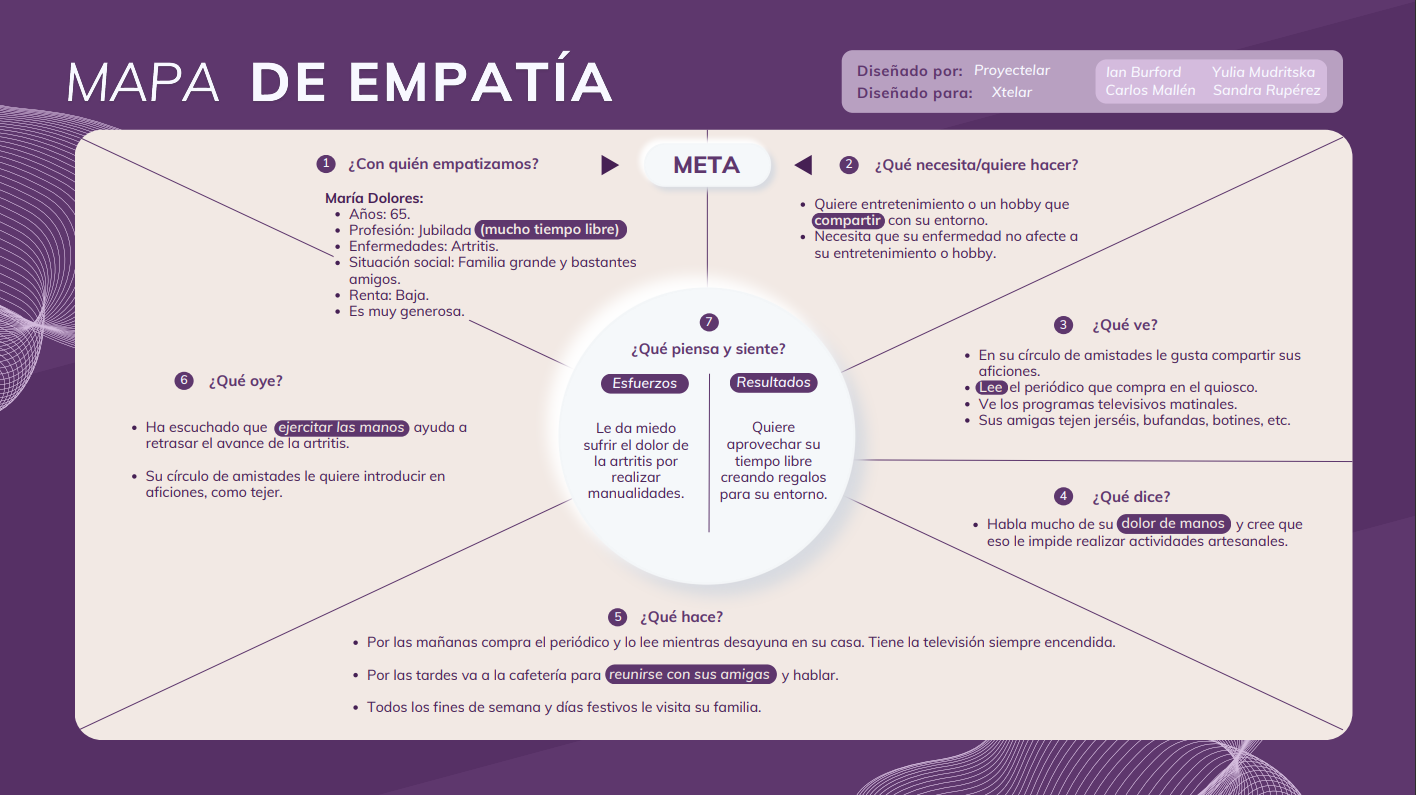 MAPA DE EMPATÍA
Diseñado por: Proyectelar
Diseñado para: Xtelar
Ian Burford Yulia Mudritska
Carlos Mallén Sandra Rupérez
META
1 ¿Con quién empatizamos?
María Dolores:
• Años: 65.
• Profesión: Jubilada (mucho tiempo libre)
• Enfermedades: Artritis.
• Situación social: Familia grande y bastantes
amigos.
• Renta: Baja.
• Es muy generosa.
2 ¿Qué necesita/quiere hacer?
• Quiere entretenimiento o un hobby que
compartir con su entorno.
• Necesita que su enfermedad no afecte a
su entretenimiento o hobby.
3 ¿Qué ve?
• En su círculo de amistades le gusta compartir sus
aficiones.
• Lee el periódico que compra en el quiosco.
• Ve los programas televisivos matinales.
• Sus amigas tejen jerséis, bufandas, botines, etc.
4 ¿Qué dice?
• Habla mucho de su dolor de manos y cree que
eso le impide realizar actividades artesanales.
5 ¿Qué hace?
• Por las mañanas compra el periódico y lo lee mientras desayuna en su casa. Tiene la televisión siempre encendida.
• Por las tardes va a la cafetería para reunirse con sus amigas y hablar.
• Todos los fines de semana y días festivos le visita su familia.
6 ¿Qué oye?
• Ha escuchado que ejercitar las manos ayuda a
retrasar el avance de la artritis.
• Su círculo de amistades le quiere introducir en
aficiones, como tejer.
7
¿Qué piensa y siente?
Esfuerzos
Le da miedo
sufrir el dolor de
la artritis por
realizar
manualidades.
Resultados
Quiere
aprovechar su
tiempo libre
creando regalos
para su entorno.